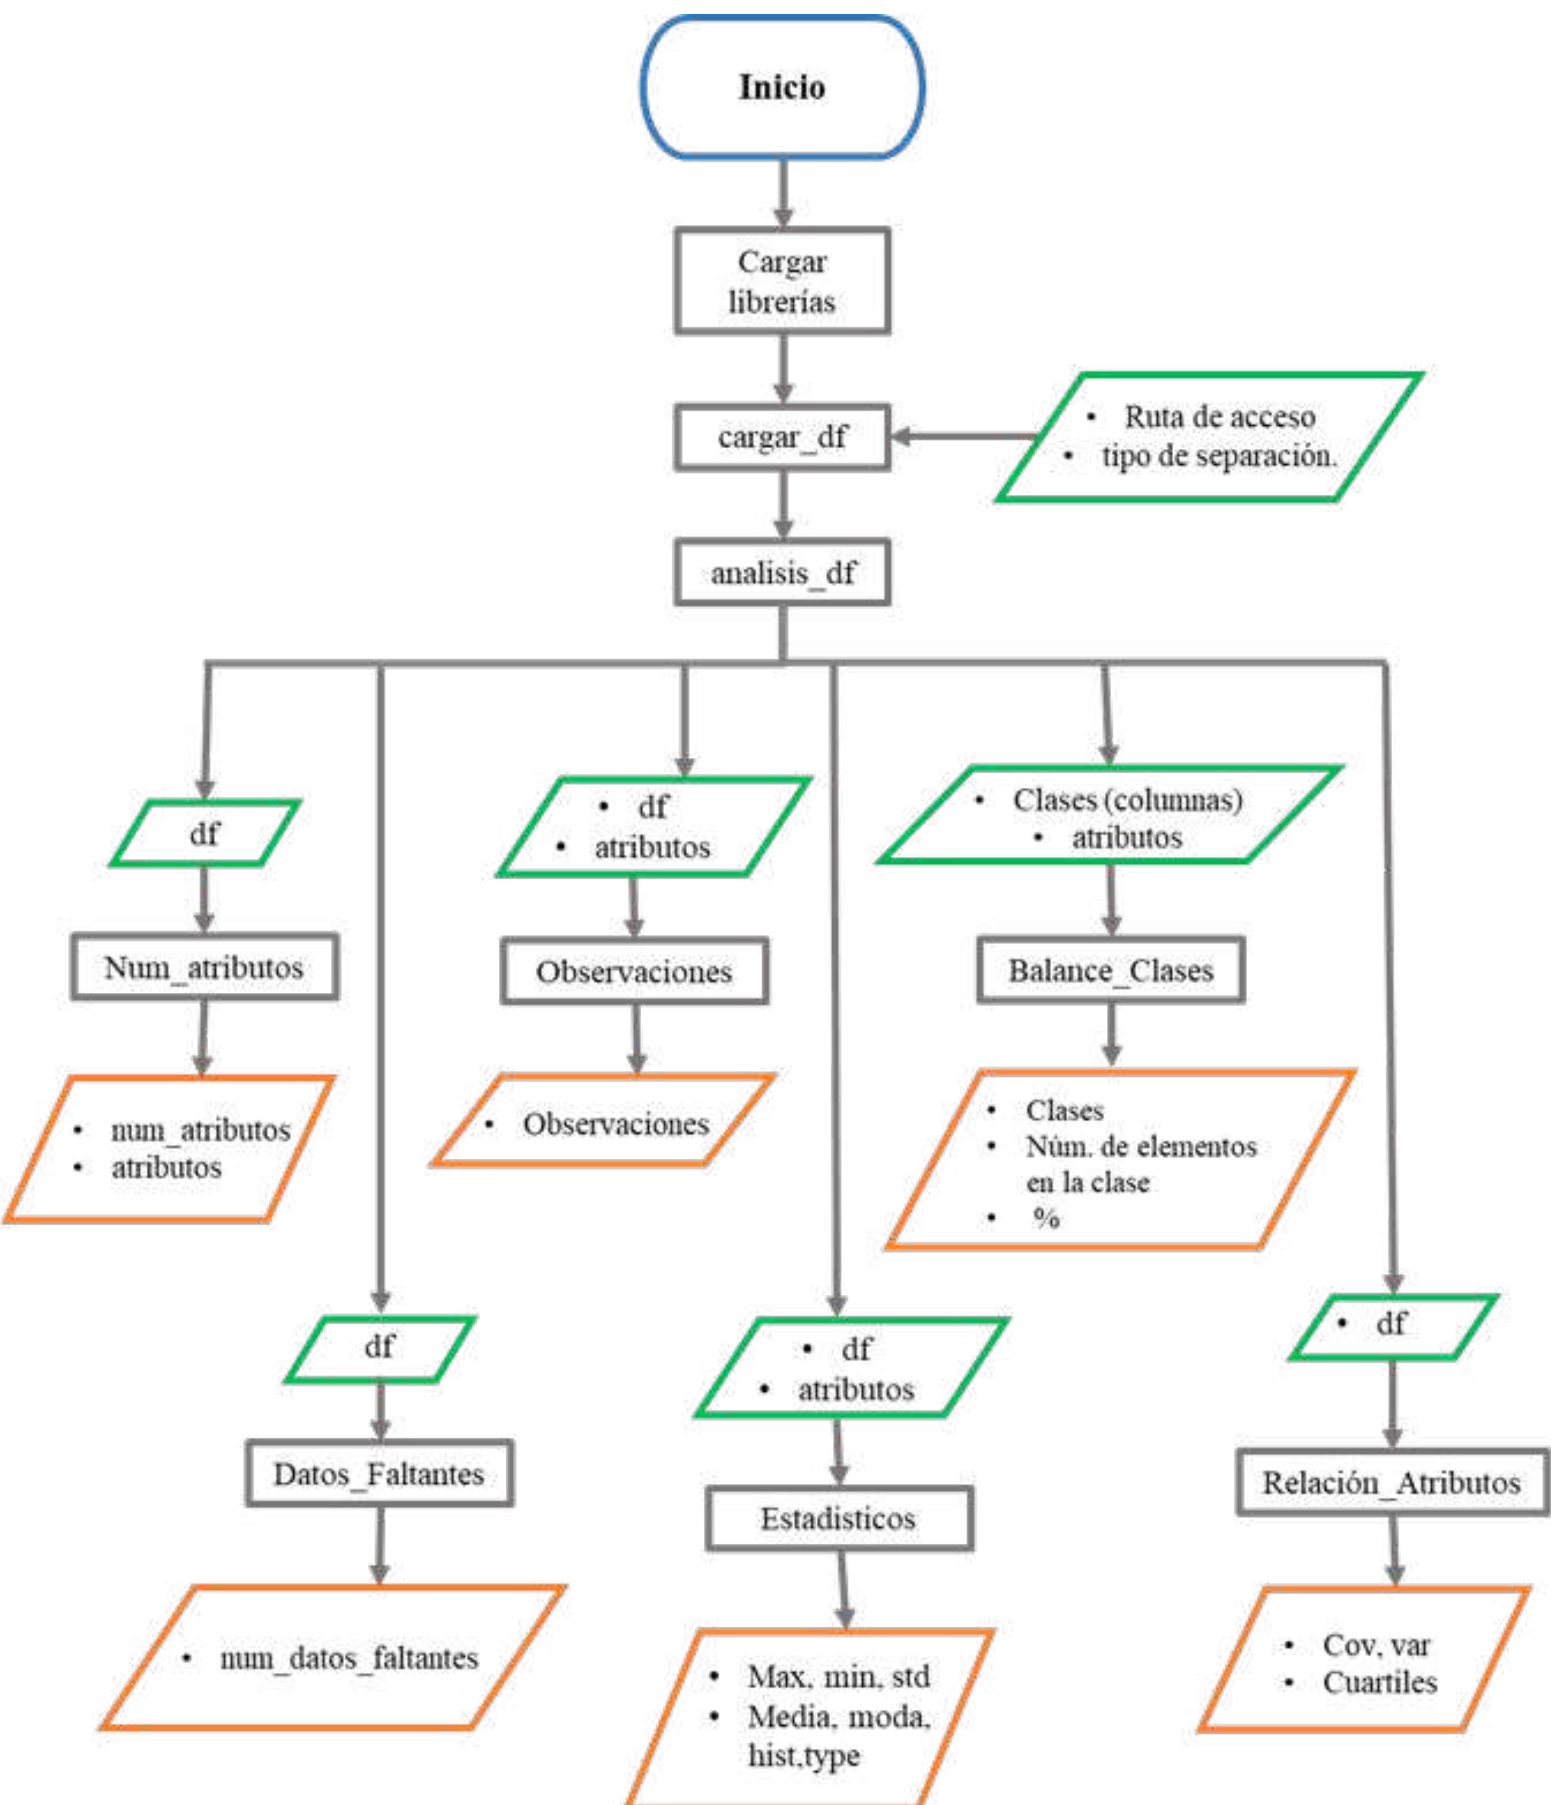 Inicio
Cargar
librerías
• Ruta de acceso
cargar_df
• tipo de separación.
analisis_df
df
• df
• atributos
• Clases (columnas)
• atributos
Num_atributos
Observaciones
Balance_Clases
• num_atributos
• atributos
• Observaciones
• Clases
• Núm. de elementos
en la clase
• %
df
• df
• atributos
• df
Datos_Faltantes
Estadisticos
Relación_Atributos
• num_datos_faltantes
• Max, min, std
• Media, moda,
hist,type
• Cov, var
• Cuartiles